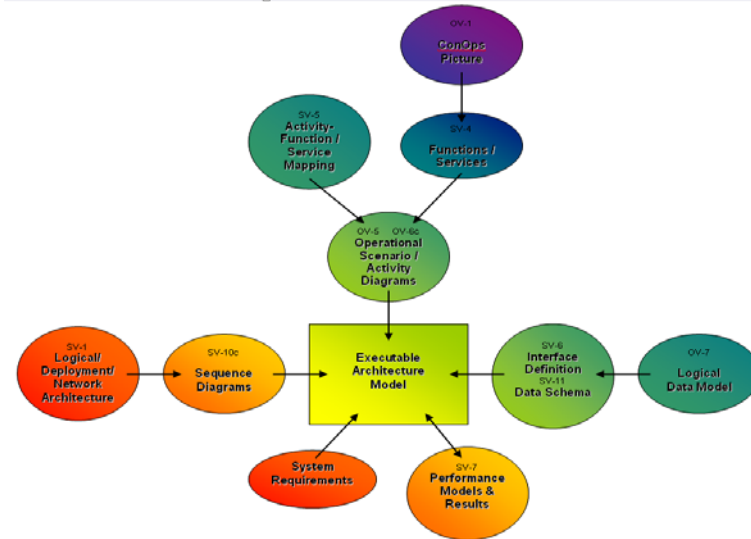 OV-1
ConOps
Picture
SV-5
Activity-
Function /
Service
Mapping
SV-4
Functions /
Services
OV-5 OV-6c
Operational
Scenario /
Activity
Diagrams
SV-1
Logical/
Deployment/
Network
Architecture
SV-10c
Sequence
Diagrams
Executable
Architecture
Model
SV-6
Interface
Definition
SV-11
Data Schema
OV-7
Logical
Data Model
System
Requirements
SV-7
Performance
Models &
Results